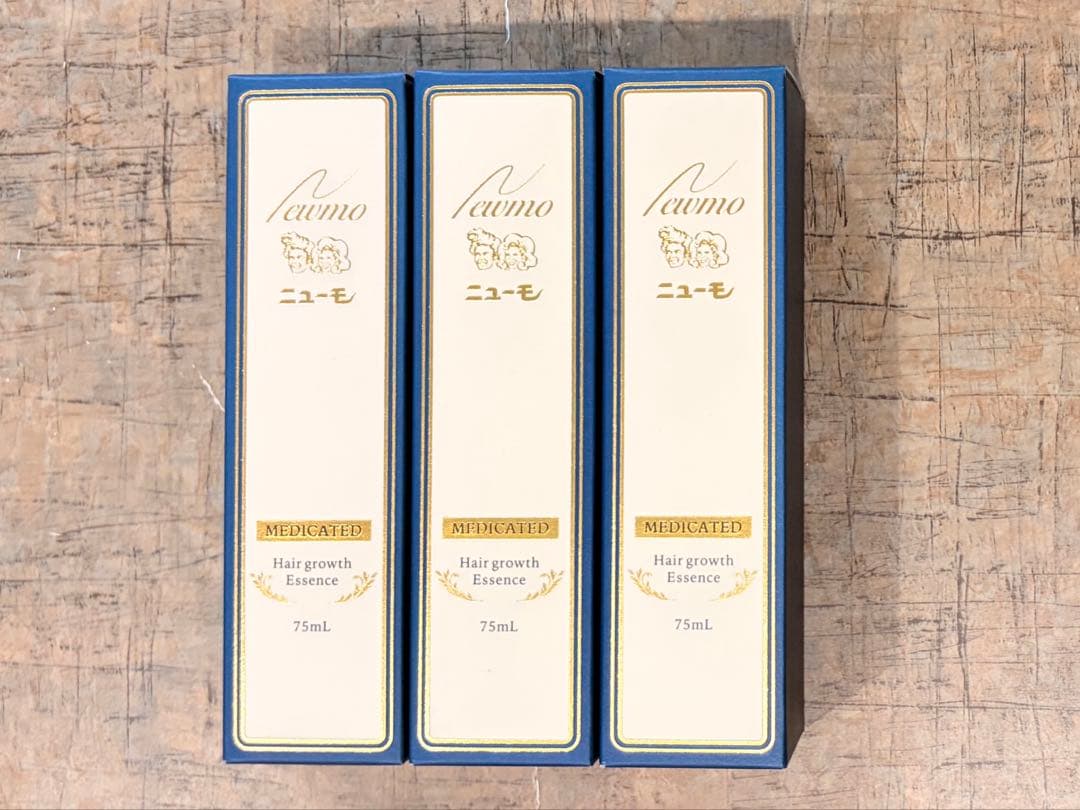 Newmo
ニューモ
MEDICATED
Hair growth
Essence
75mL
Newmo
ニューモ
MEDICATED
Hair growth
Essence
75mL
Newmo
ニューモ
MEDICATED
Hair growth
Essence
75mL